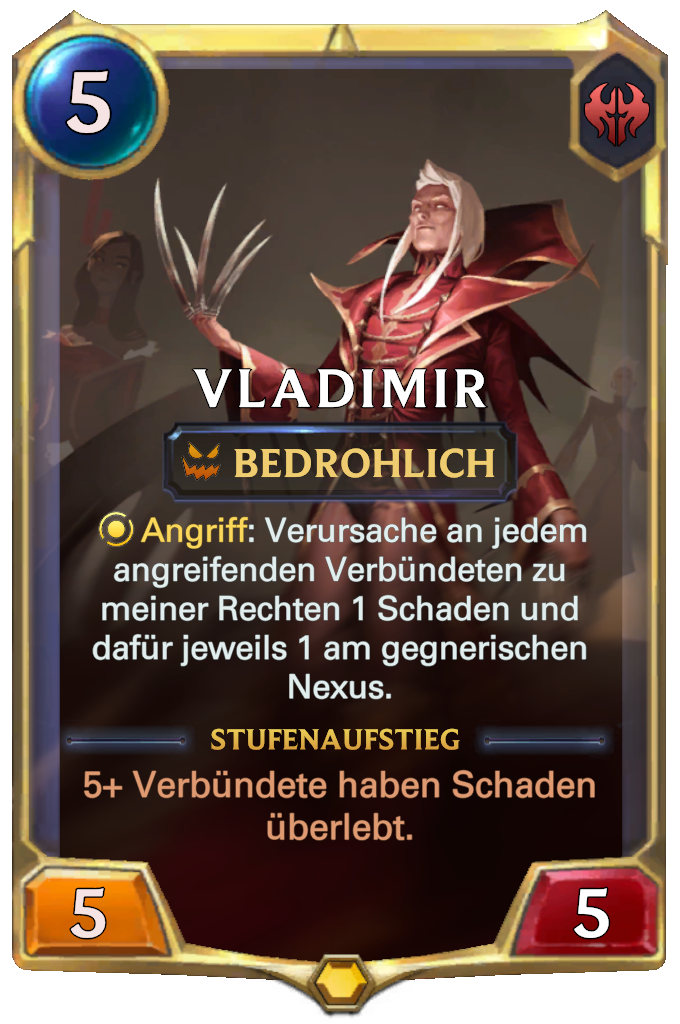 5
VLADIMIR
BEDROHLICH
Angriff: Verursache an jedem
angreifenden Verbündeten zu
meiner Rechten 1 Schaden und
dafür jeweils 1 am gegnerischen
Nexus.
STUFENAUFSTIEG
5+ Verbündete haben Schaden
überlebt.
5 5